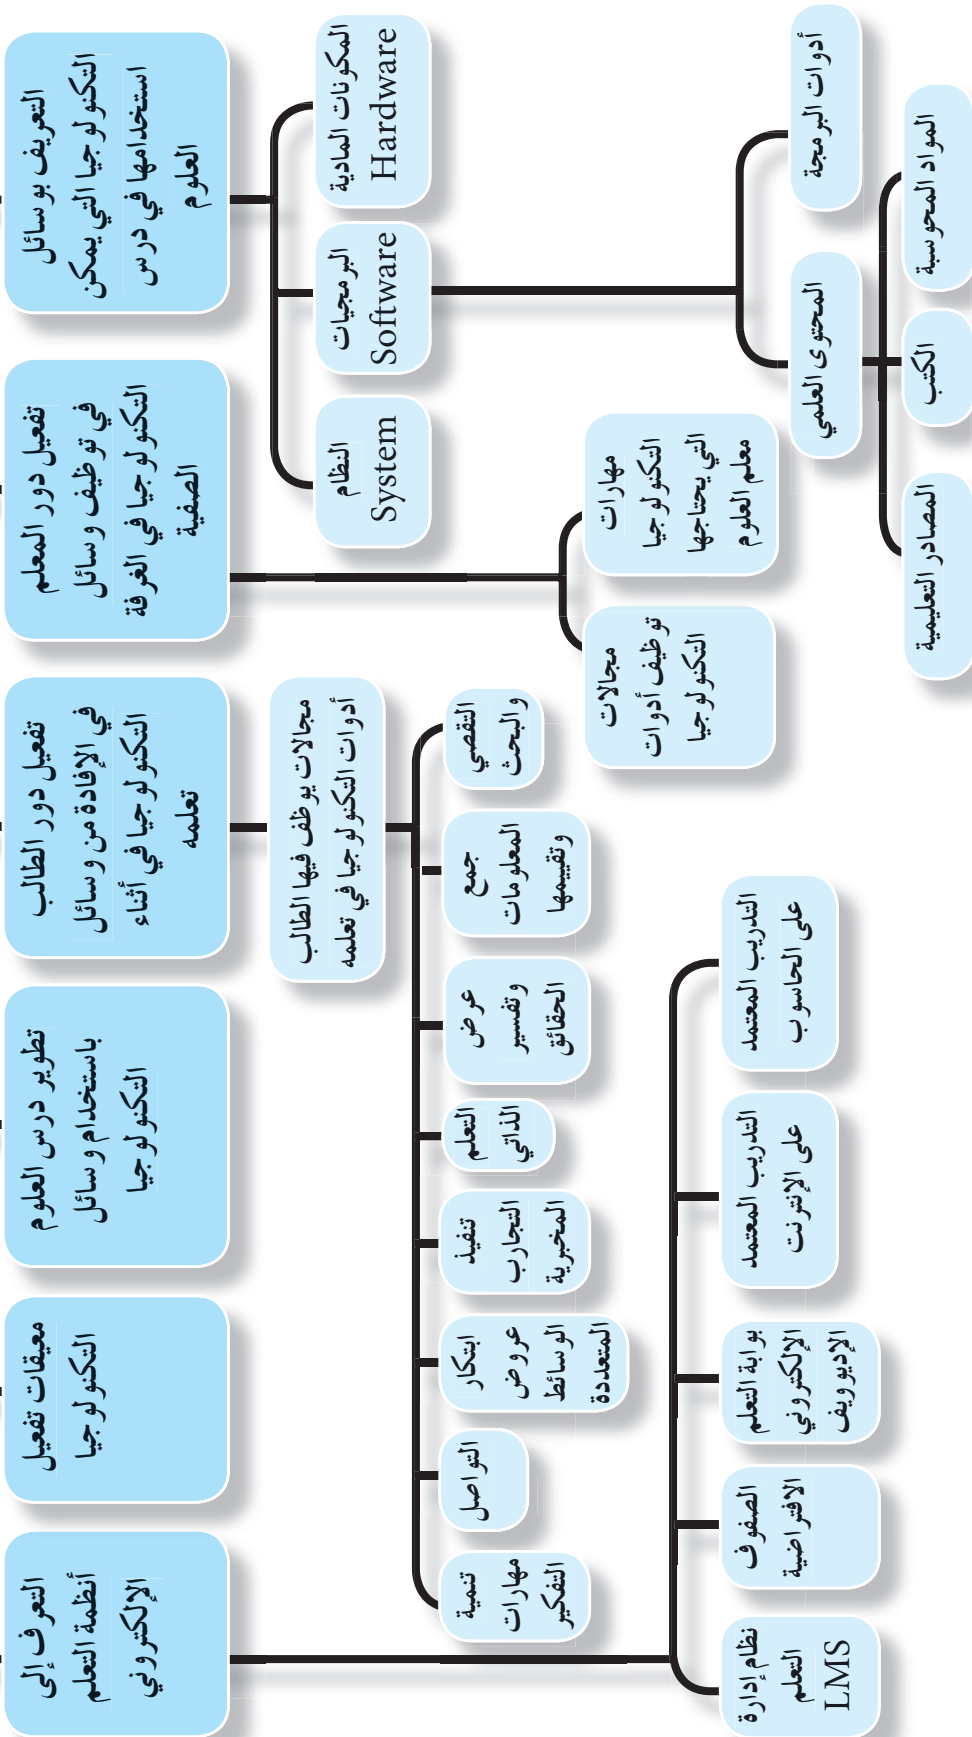 التعريف بوسائل
التكنولوجيا التي يمكن
استخدامها في درس
العلوم
تفعيل دور المعلم
في توظيف وسائل
التكنولوجيا في الغرفة
الصفية
تفعيل دور الطالب
في الإفادة من وسائل
التكنولوجيا في أثناء
تعلمه
تطوير درس العلوم
باستخدام وسائل
التكنولوجيا
معيقات تفعيل
التكنولوجيا
التعرف إلى
أنظمة التعلم
الإلكتروني
المكونات المادية
Hardware
البرمجيات
Software
النظام
System
أدوات البرمجة
المحتوى العلمي
المواد المحوسبة
الكتب
المصادر التعليمية
مهارات
التكنولوجيا
التي يحتاجها
معلم العلوم
مجالات
توظيف أدوات
التكنولوجيا
مجالات يوظف فيها الطالب
أدوات التكنولوجيا في تعلمه
التقصي
والبحث
جمع
المعلومات
وتقييمها
عرض
وتفسير
الحقائق
التعلم
الذاتي
تنفيذ
التجارب
المخبرية
ابتكار
عروض
الوسائط
المتعددة
التواصل
تنمية
مهارات
التفكير
التدريب المعتمد
على الحاسوب
التدريب المعتمد
على الإنترنت
بوابة التعلم
الإلكتروني
الإديوويف
الصفوف
الافتراضية
نظام إدارة
التعلم
LMS